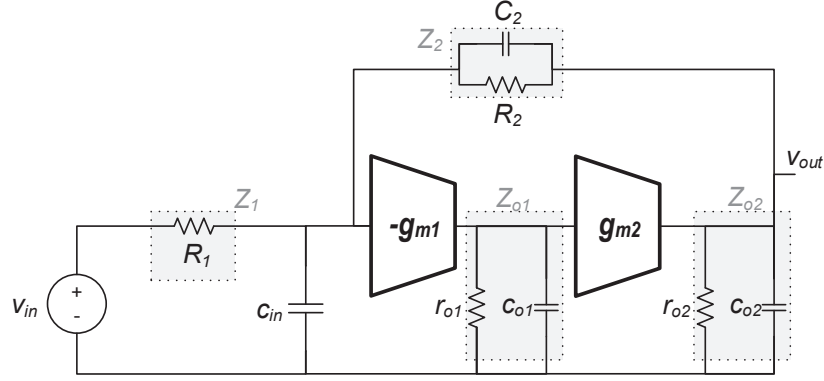 C2
Z2
R2
vout
Z1
Zo1
Zo2
-gm1
gm2
R1
vin
+
-
cin
ro1
co1
ro2
co2